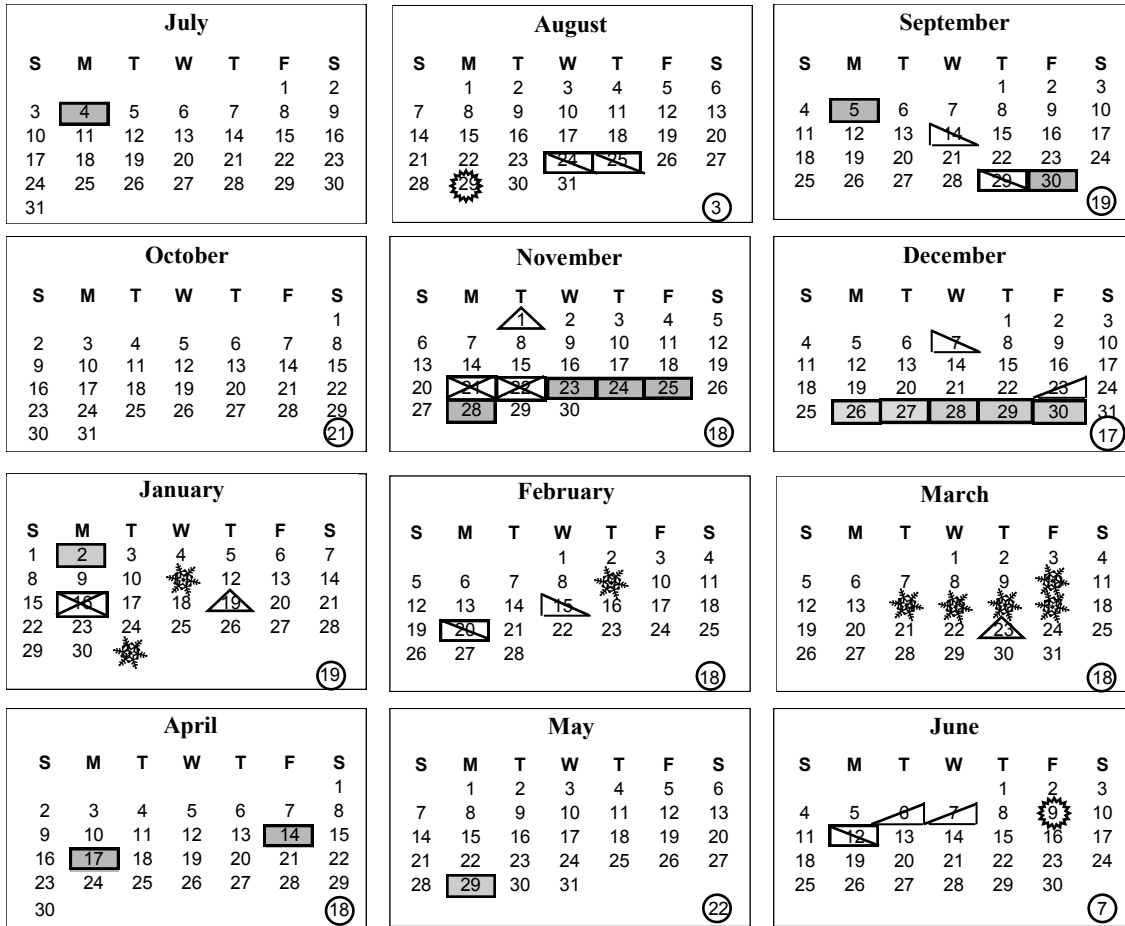 July
S M T W T F S
1 2
3 4 5 6 7 8 9
10 11 12 13 14 15 16
17 18 19 20 21 22 23
24 25 26 27 28 29 30
31
August
S M T W T F S
1 2 3 4 5 6
7 8 9 10 11 12 13
14 15 16 17 18 19 20
21 22 23 24 25 26 27
28 29 30 31
3
September
S M T W T F S
1 2 3
4 5 6 7 8 9 10
11 12 13 14 15 16 17
18 19 20 21 22 23 24
25 26 27 28 29 30
19
October
S M T W T F S
1
2 3 4 5 6 7 8
9 10 11 12 13 14 15
16 17 18 19 20 21 22
23 24 25 26 27 28 29
30 31
21
November
S M T W T F S
1 2 3 4 5
6 7 8 9 10 11 12
13 14 15 16 17 18 19
20 21 22 23 24 25 26
27 28 29 30
18
December
S M T W T F S
1 2 3
4 5 6 7 8 9 10
11 12 13 14 15 16 17
18 19 20 21 22 23 24
25 26 27 28 29 30 31
17
January
S M T W T F S
1 2 3 4 5 6 7
8 9 10 11 12 13 14
15 16 17 18 19 20 21
22 23 24 25 26 27 28
29 30 31
19
February
S M T W T F S
1 2 3 4
5 6 7 8 9 10 11
12 13 14 15 16 17 18
19 20 21 22 23 24 25
26 27 28
18
March
S M T W T F S
1 2 3 4
5 6 7 8 9 10 11
12 13 14 15 16 17 18
19 20 21 22 23 24 25
26 27 28 29 30 31
18
April
S M T W T F S
1
2 3 4 5 6 7 8
9 10 11 12 13 14 15
16 17 18 19 20 21 22
23 24 25 26 27 28 29
30
18
May
S M T W T F S
1 2 3 4 5 6
7 8 9 10 11 12 13
14 15 16 17 18 19 20
21 22 23 24 25 26 27
28 29 30 31
22
June
S M T W T F S
1 2 3
4 5 6 7 8 9 10
11 12 13 14 15 16 17
18 19 20 21 22 23 24
25 26 27 28 29 30
7